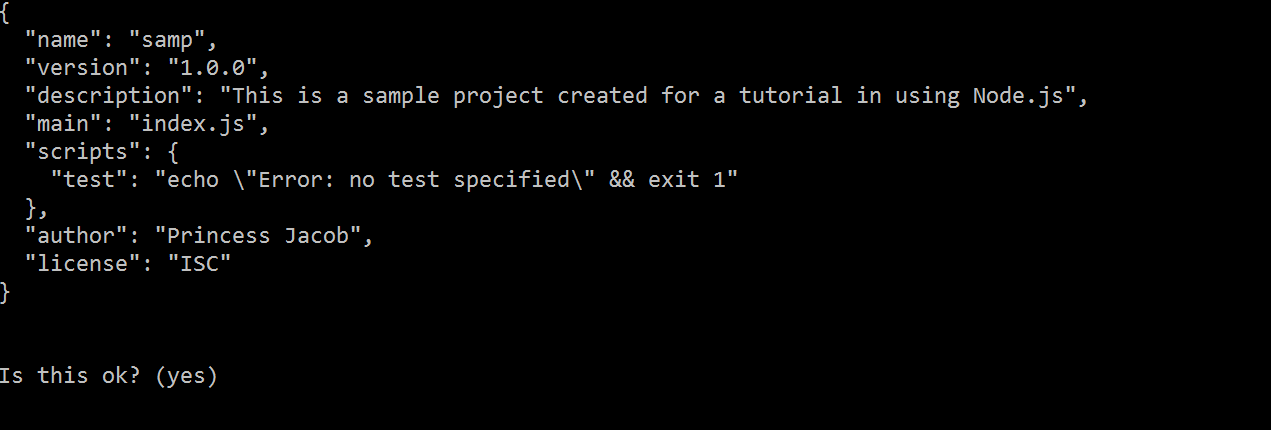 {
  "name": "samp",
  "version": "1.0.0",
  "description": "This is a sample project created for a tutorial in using Node.js",
  "main": "index.js",
  "scripts": {
    "test": "echo \"Error: no test specified\" && exit 1"
  },
  "author": "Princess Jacob",
  "license": "ISC"
}
Is this ok? (yes)